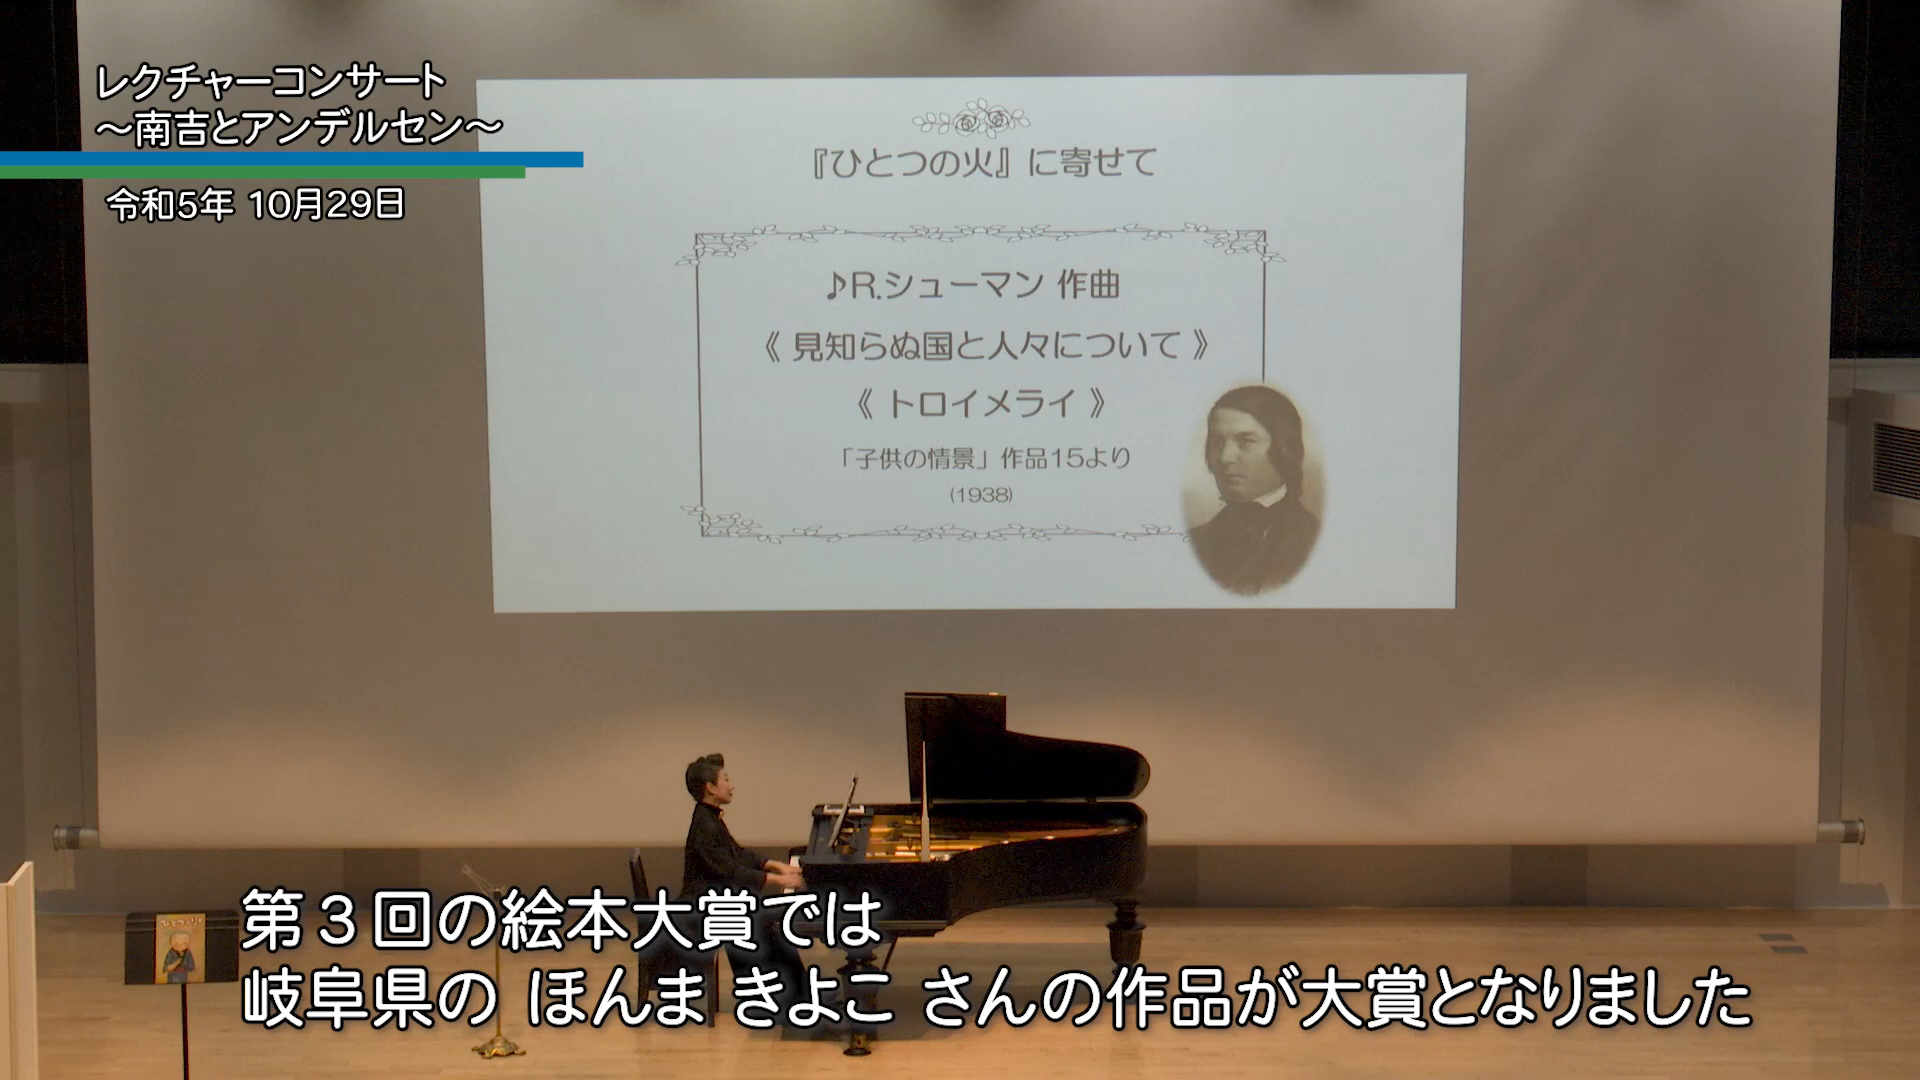 レクチャーコンサート
～南吉とアンデルセン～
令和5年 10月29日
『ひとつの火』に寄せて
♪R.シューマン 作曲
《 見知らぬ国と人々について 》
《 トロイメライ 》
「子供の情景」作品15より
(1938)
ひとつの火
第３回の絵本大賞では
岐阜県の ほんま きよこ さんの作品が大賞となりました